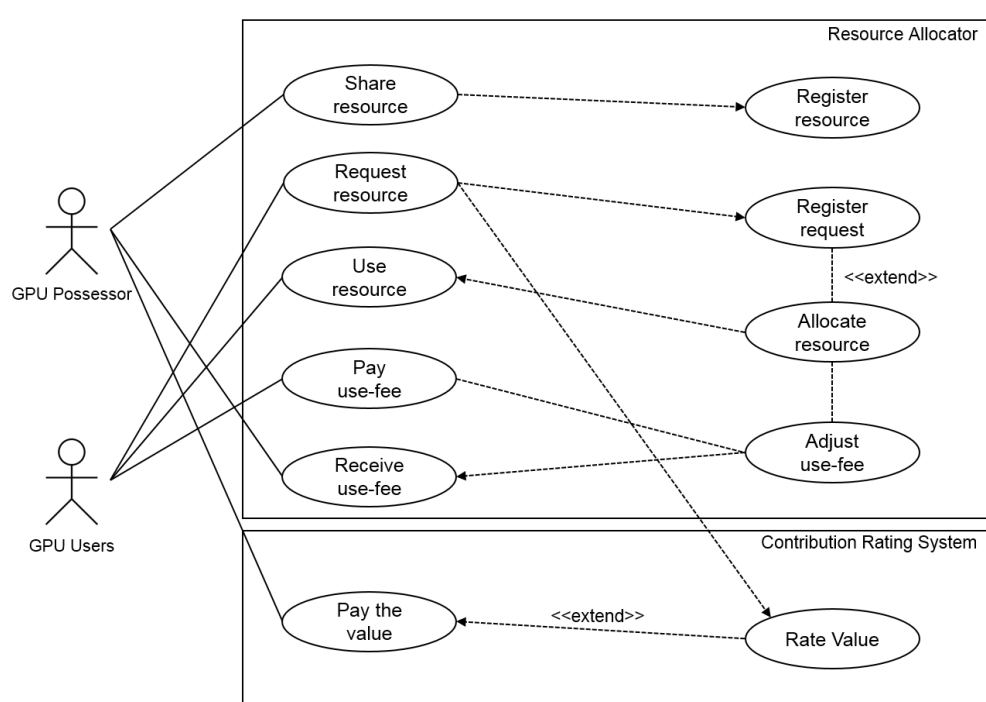 Resource Allocator
Share
resource
Register
resource
Request
resource
Register
request
<<extend>>
GPU Possessor
Use
resource
Allocate
resource
Pay
use-fee
Adjust
use-fee
Receive
use-fee
GPU Users
Contribution Rating System
Pay the
value
<<extend>>
Rate Value